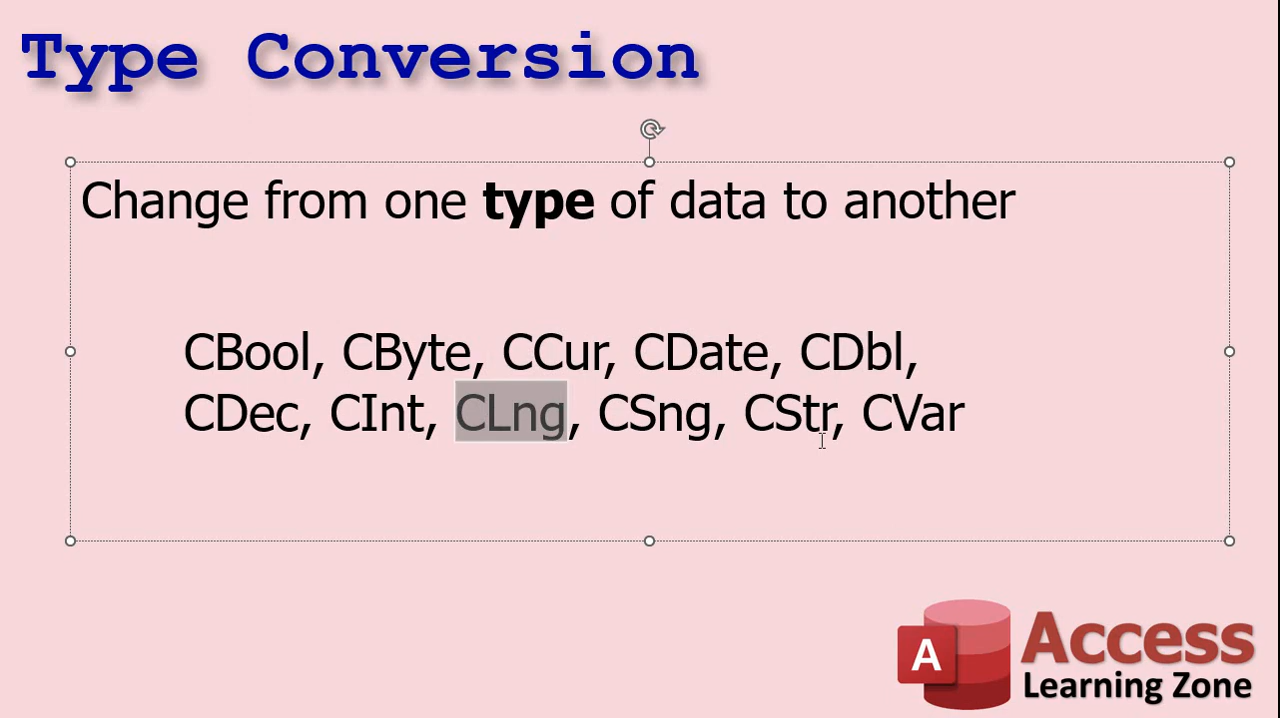 Type Conversion
Change from one type of data to another
CBool, CByte, CCur, CDate, CDbl,
CDec, CInt, CLng, CSng, CStr, CVar
A
Access
Learning Zone